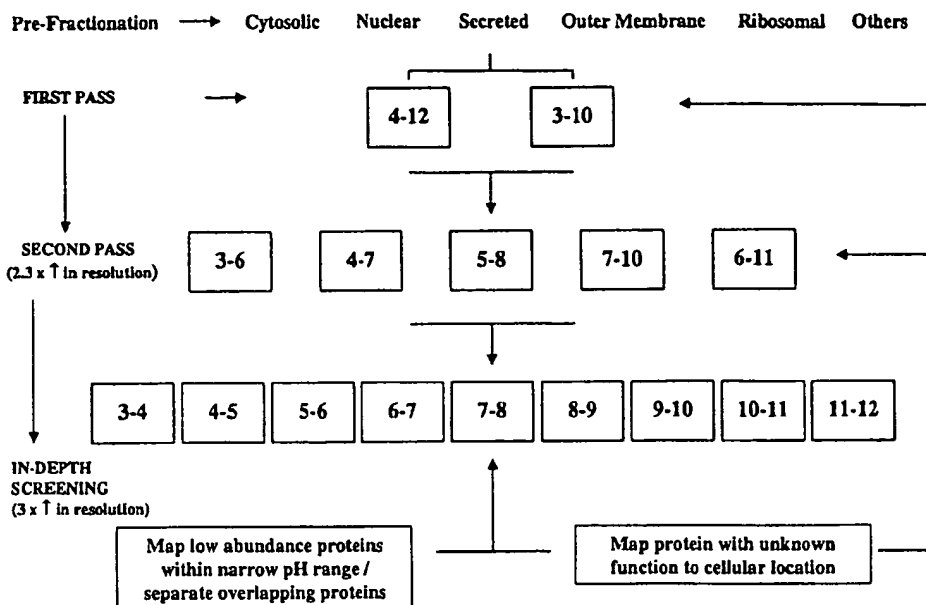 Pre-Fractionation Cytosolic Nuclear Secreted Outer Membrane Ribosomal Others
FIRST PASS 4-12 3-10
SECOND PASS
(2.3 x ↑ in resolution)
3-6 4-7 5-8 7-10 6-11
3-4 4-5 5-6 6-7 7-8 8-9 9-10 10-11 11-12
IN-DEPTH
SCREENING
(3 x ↑ in resolution)
Map low abundance proteins
within narrow pH range /
separate overlapping proteins
Map protein with unknown
function to cellular location